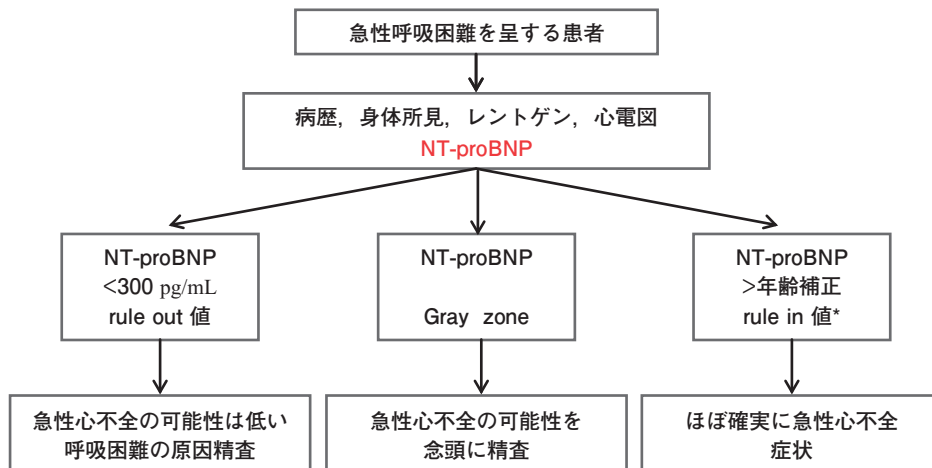 急性呼吸困難を呈する患者
病歴，身体所見，レントゲン，心電図
NT-proBNP
NT-proBNP
<300 pg/mL
rule out 値
NT-proBNP
Gray zone
NT-proBNP
>年齢補正
rule in 値*
急性心不全の可能性は低い
呼吸困難の原因精査
急性心不全の可能性を
念頭に精査
ほぼ確実に急性心不全
症状